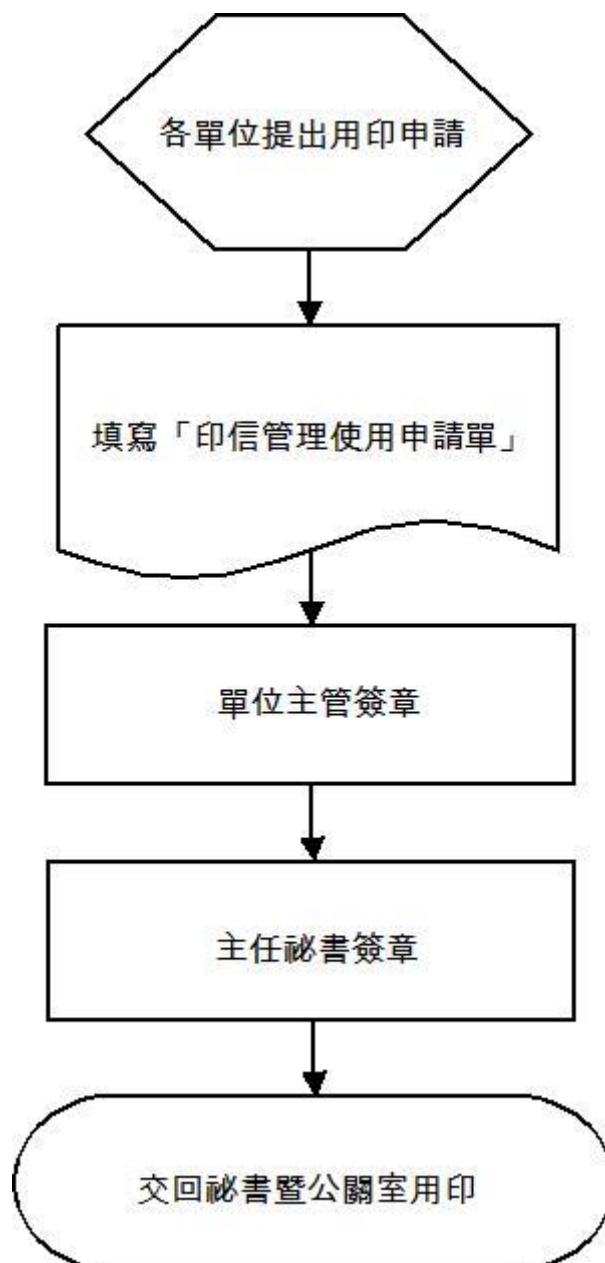 各單位提出用印申請
填寫「印信管理使用申請單」
單位主管簽章
主任祕書簽章
交回祕書暨公關室用印